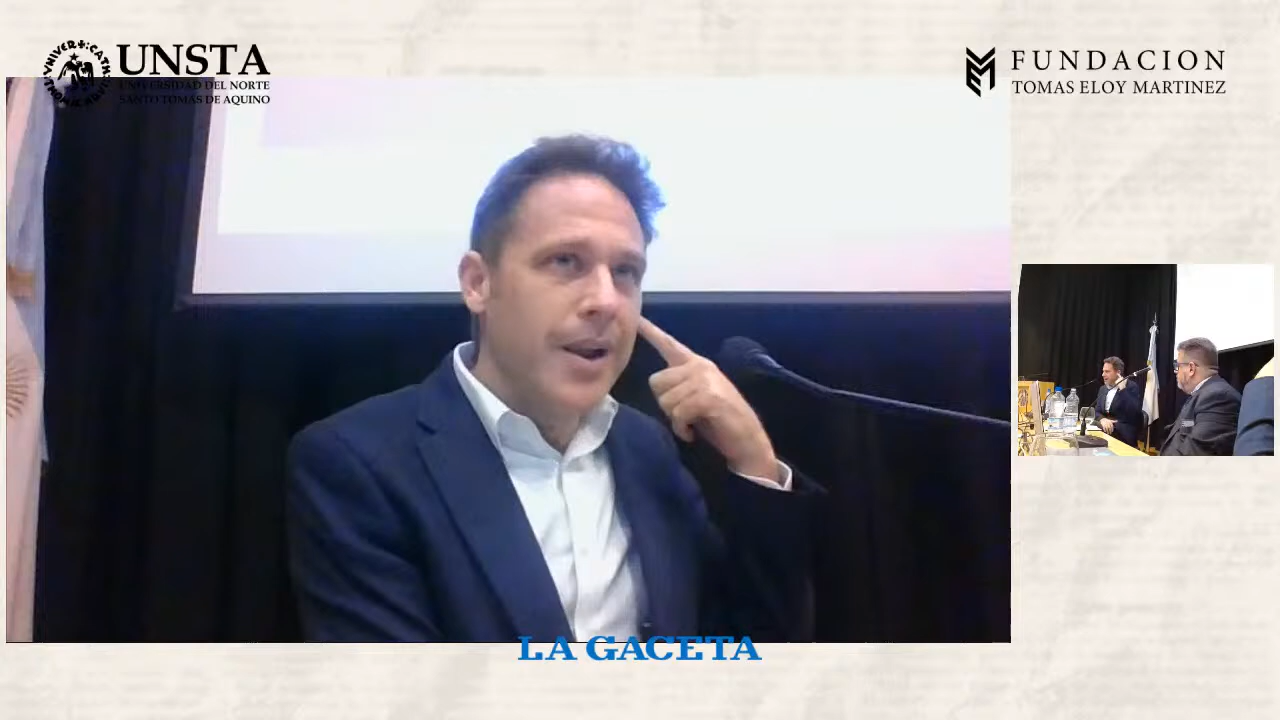 UNSTA
UNIVERSIDAD DEL NORTE
SANTO TOMÁS DE AQUINO
FUNDACION
TOMAS ELOY MARTINEZ
LA GACETA